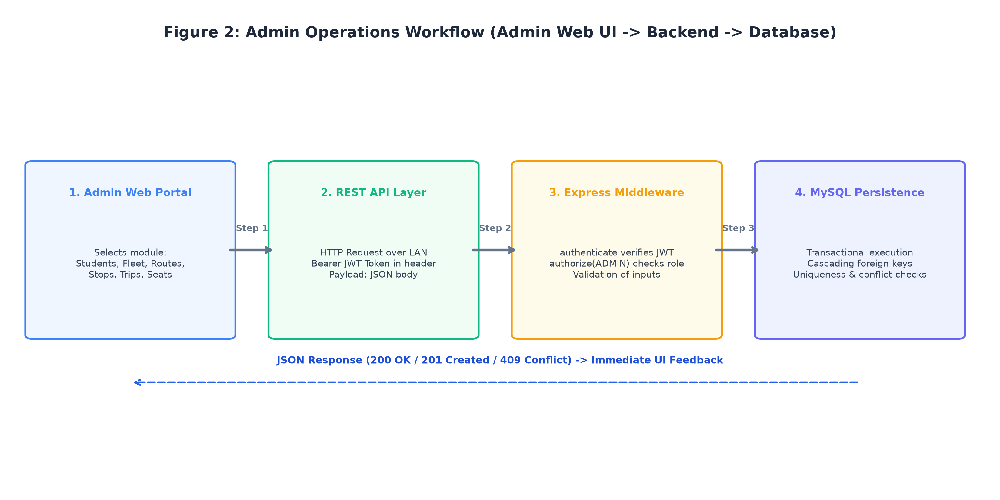 Figure 2: Admin Operations Workflow (Admin Web UI -> Backend -> Database)
1. Admin Web Portal
Selects module:
Students, Fleet, Routes,
Stops, Trips, Seats
Step 1
2. REST API Layer
HTTP Request over LAN
Bearer JWT Token in header
Payload: JSON body
Step 2
3. Express Middleware
authenticate verifies JWT
authorize(ADMIN) checks role
Validation of inputs
Step 3
4. MySQL Persistence
Transactional execution
Cascading foreign keys
Uniqueness & conflict checks
JSON Response (200 OK / 201 Created / 409 Conflict) -> Immediate UI Feedback